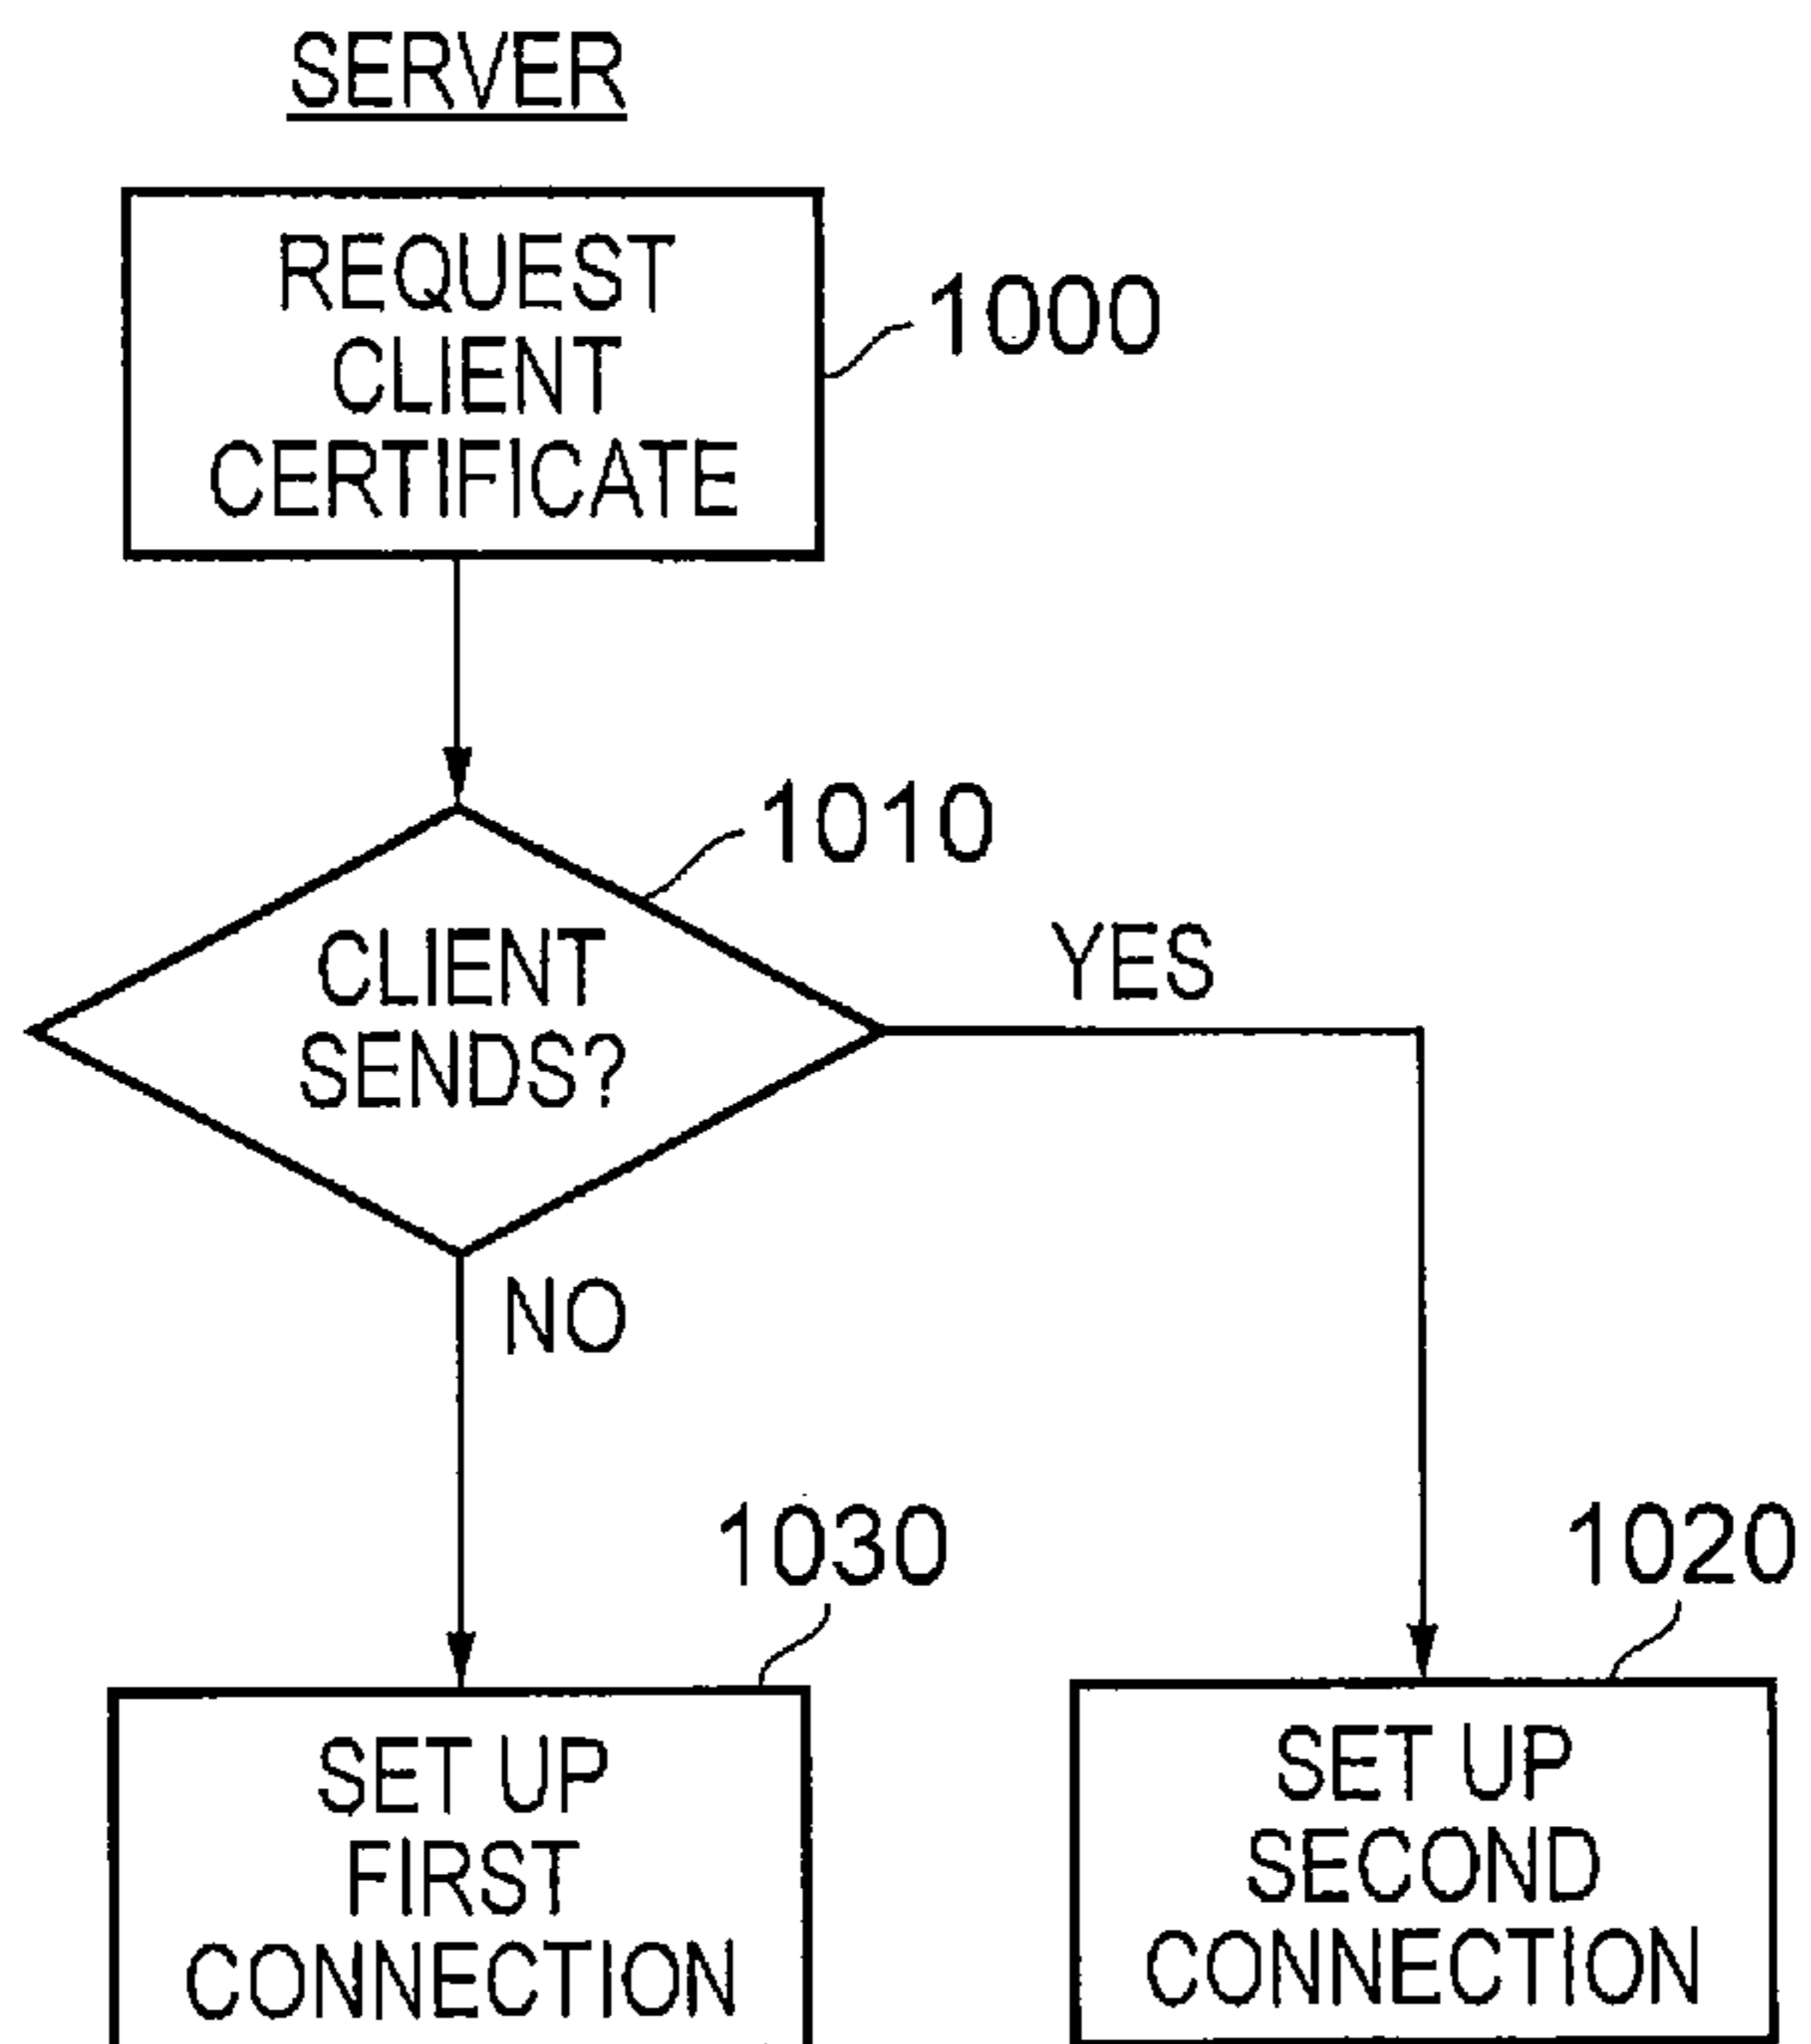 SERVER
REQUEST
CLIENT
CERTIFICATE
1000
1010
CLIENT
SENDS?
YES
NO
1030
1020
SET UP
FIRST
CONNECTION
SET UP
SECOND
CONNECTION